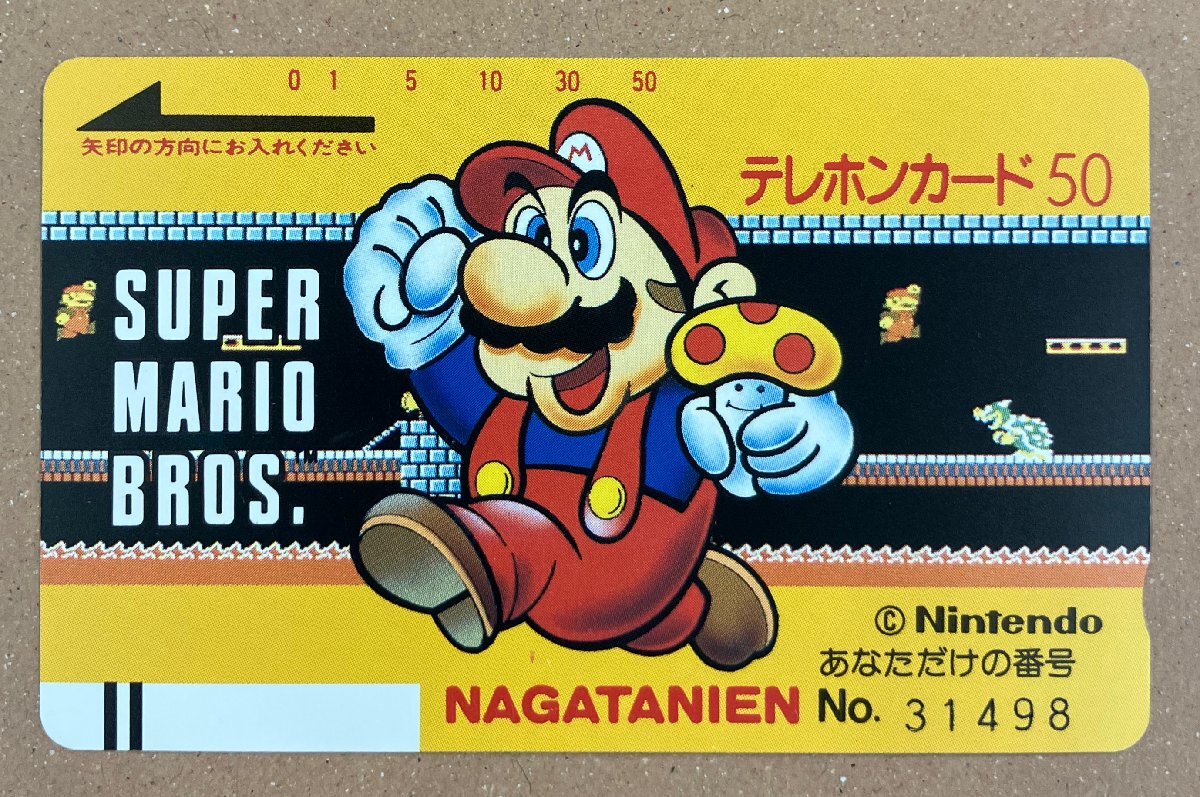 0 1 5 10 30 50
矢印の方向にお入れください
テレホンカード 50
M
SUPER
MARIO
BROS.™
© Nintendo
あなただけの番号
NAGATANIEN No. 31498